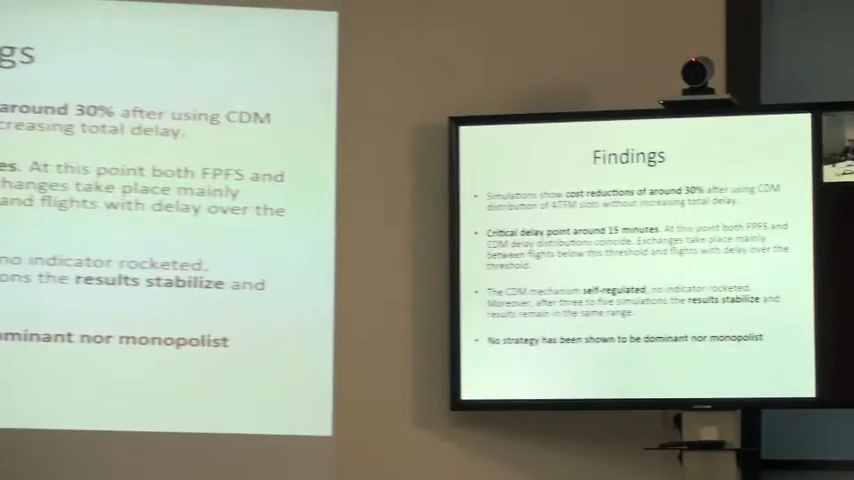 gs
around 30% after using CDM
creasing total delay.
es. At this point both FPFS and
hanges take place mainly
and flights with delay over the
no indicator rocketed.
ons the results stabilize and
ominant nor monopolist
Findings
• Simulations show cost reductions of around 30% after using CDM
distribution of ATFM slots without increasing total delay.
• Critical delay point around 15 minutes. At this point both FPFS and
CDM delay distributions coincide. Exchanges take place mainly
between flights below this threshold and flights with delay over the
threshold.
• The CDM mechanism self-regulated, no indicator rocketed.
Moreover, after three to five simulations the results stabilize and
results remain in the same range.
• No strategy has been shown to be dominant nor monopolist